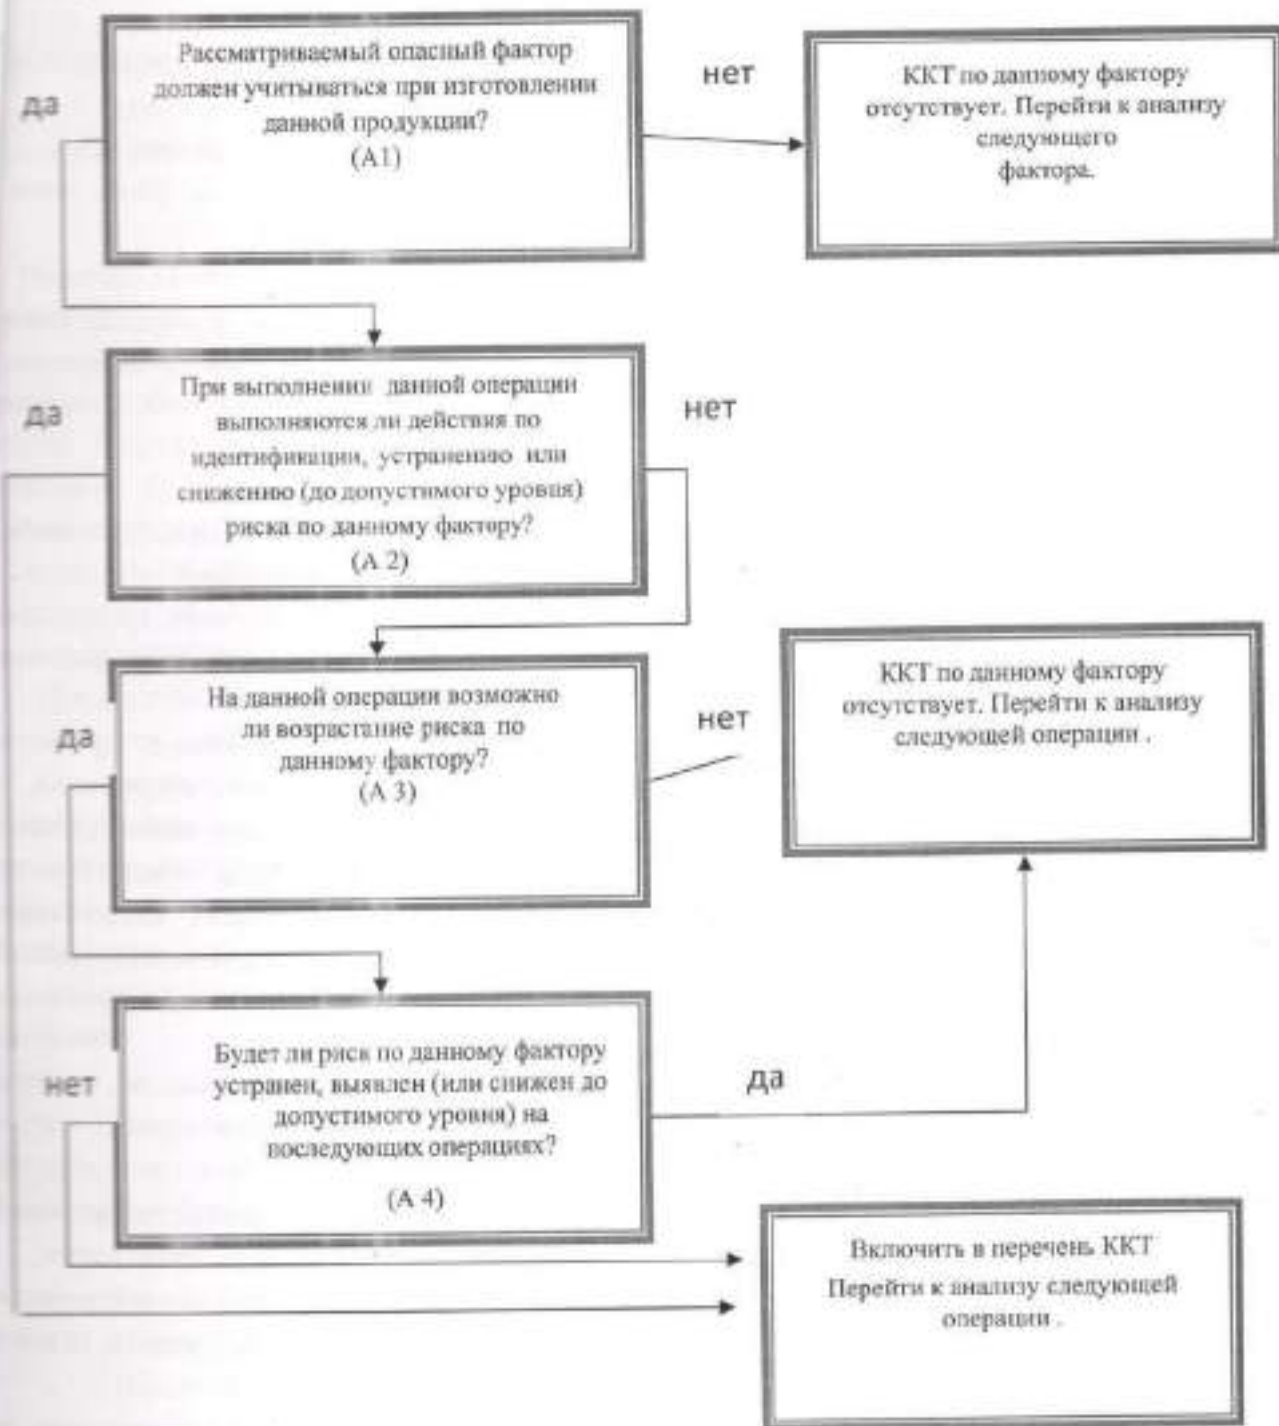 Рассматриваемый опасный фактор
должен учитываться при изготовлении
данной продукции?
(А1)
да
нет
ККТ по данному фактору
отсутствует. Перейти к анализу
следующего
фактора.
При выполнении данной операции
выполняются ли действия по
идентификации, устранению или
снижению (до допустимого уровня)
риска по данному фактору?
(А 2)
да
нет
На данной операции возможно
ли возрастание риска по
данному фактору?
(А 3)
да
нет
ККТ по данному фактору
отсутствует. Перейти к анализу
следующей операции .
Будет ли риск по данному фактору
устранен, выявлен (или снижен до
допустимого уровня) на
последующих операциях?
(А 4)
нет
да
Включить в перечень ККТ
Перейти к анализу следующей
операции .